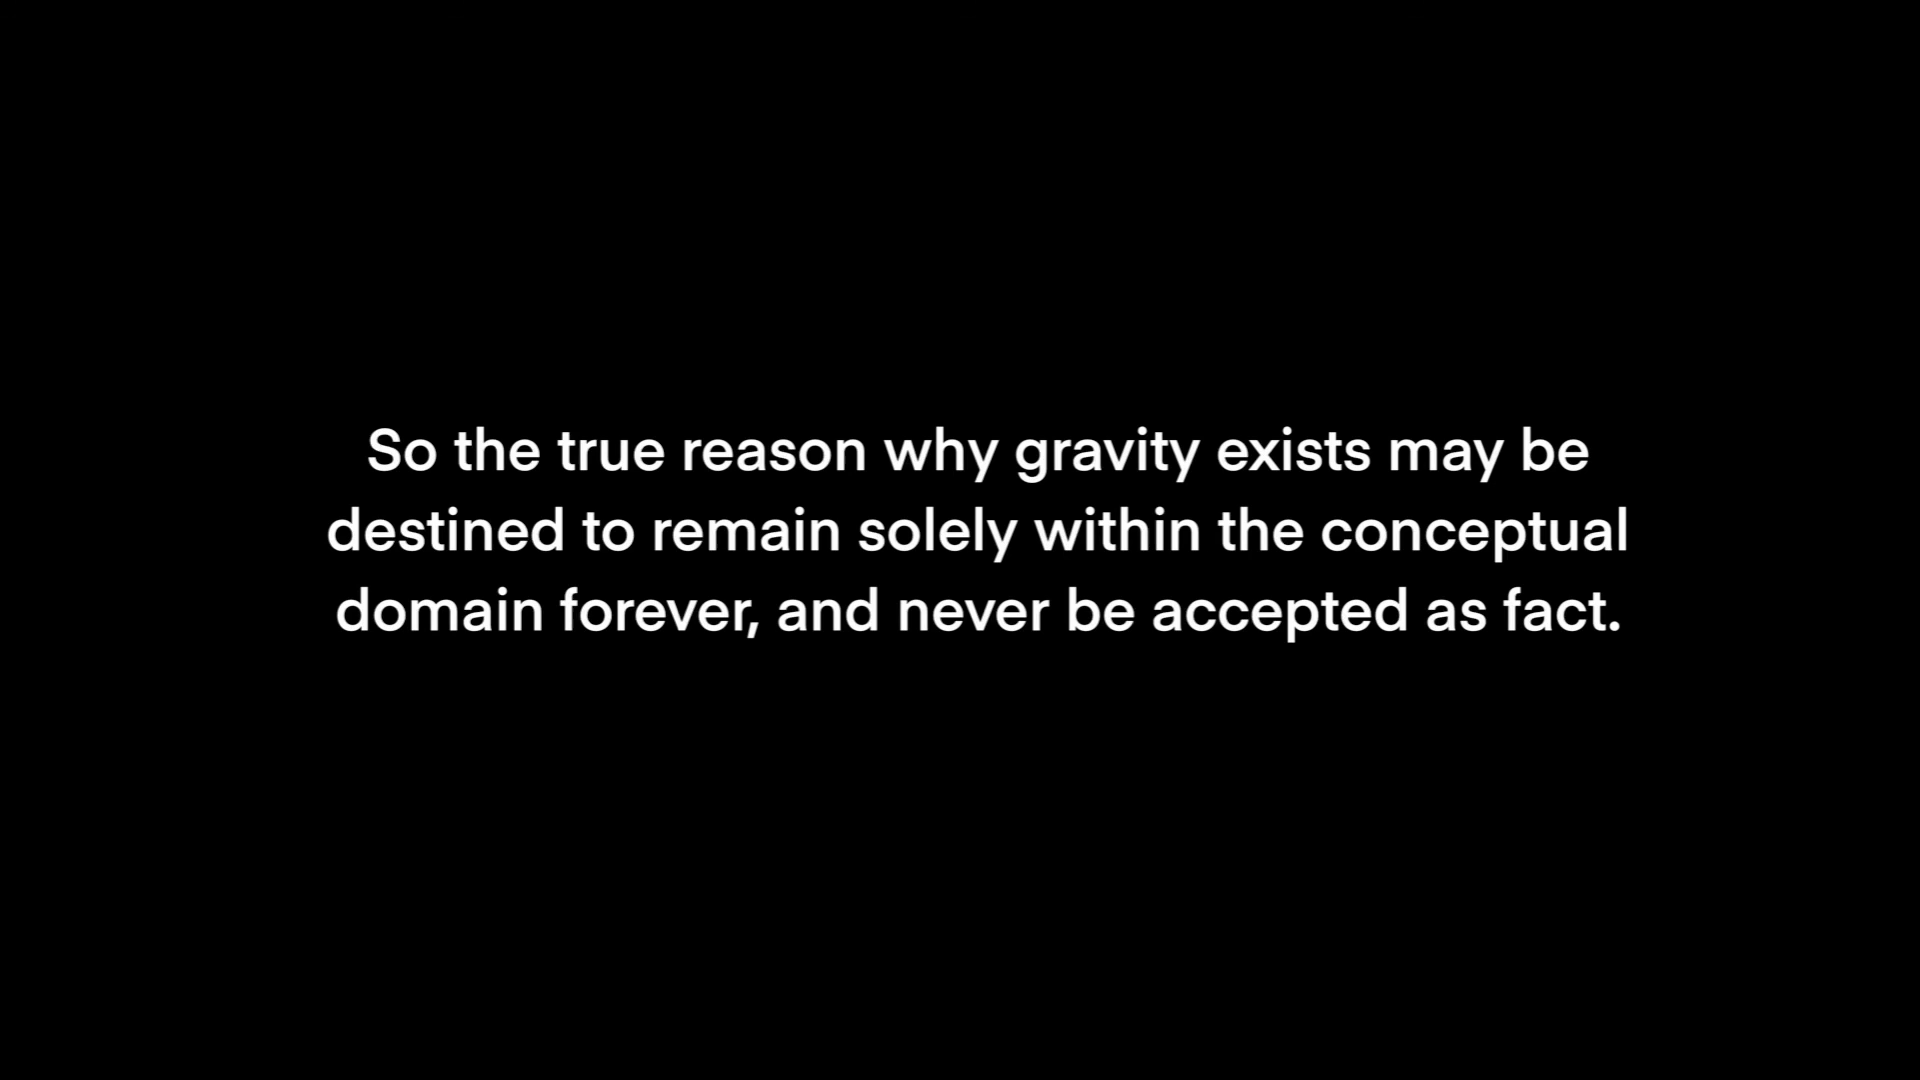 So the true reason why gravity exists may be
destined to remain solely within the conceptual
domain forever, and never be accepted as fact.